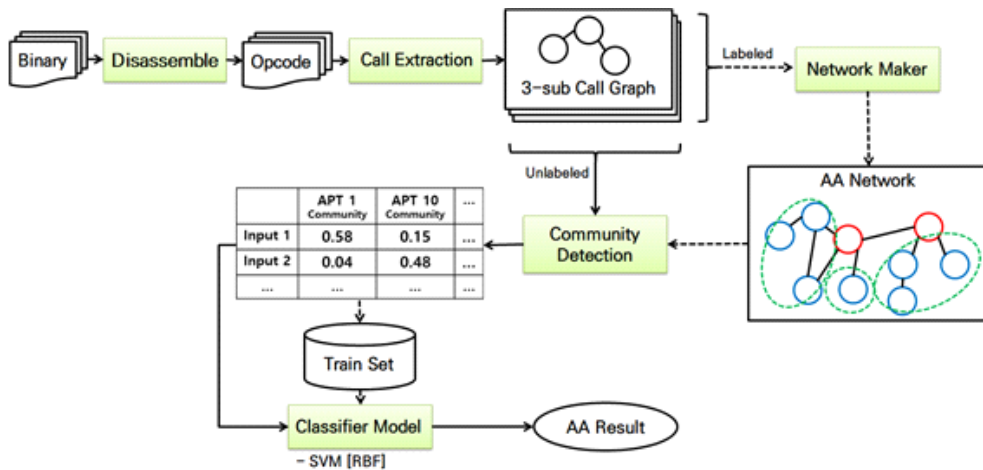 Binary
Disassemble
Opcode
Call Extraction
3-sub Call Graph
Labeled
Network Maker
Unlabeled
AA Network
APT 1
Community
APT 10
Community
...
Input 1
0.58
0.15
...
Input 2
0.04
0.48
...
...
...
...
...
Community
Detection
Train Set
Classifier Model
- SVM [RBF]
AA Result